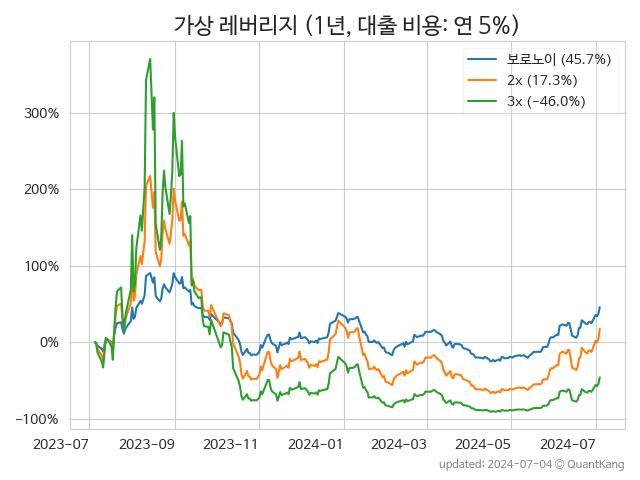 가상 레버리지 (1년, 대출 비용: 연 5%)
보로노이 (45.7%)
2x (17.3%)
3x (−46.0%)
300%
200%
100%
0%
−100%
2023-07
2023-09
2023-11
2024-01
2024-03
2024-05
2024-07
updated: 2024-07-04 © QuantKang